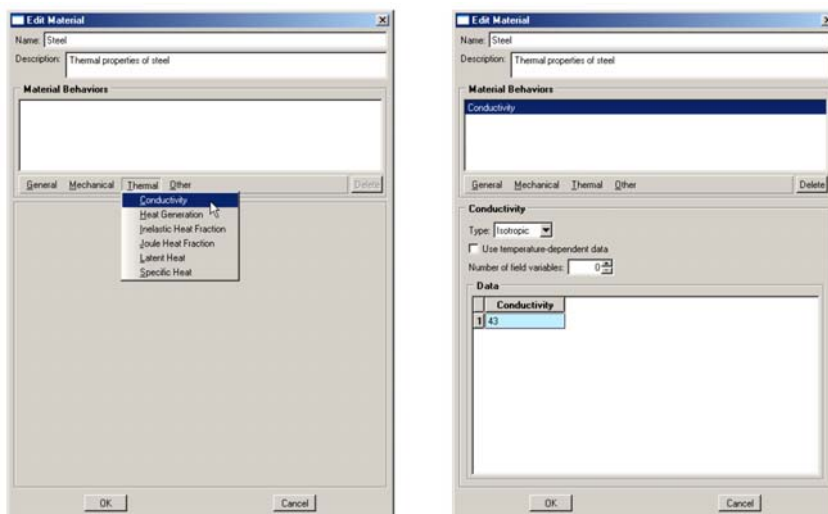 Edit Material
Name: Steel
Description: Thermal properties of steel
Material Behaviors
General Mechanical Thermal Other Delete
Conductivity
Heat Generation
Inelastic Heat Fraction
Joule Heat Fraction
Latent Heat
Specific Heat
OK Cancel
Edit Material
Name: Steel
Description: Thermal properties of steel
Material Behaviors
Conductivity
General Mechanical Thermal Other Delete
Conductivity
Type: Isotropic
Use temperature-dependent data
Number of field variables: 0
Data
Conductivity
1 43
OK Cancel